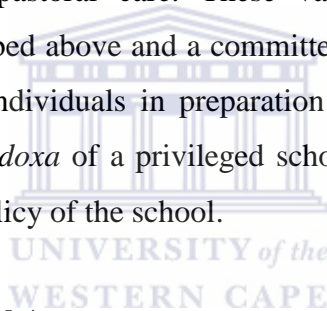 pastoral care. These
bed above and a committe
individuals in preparation
doxa of a privileged scho
licy of the school.
UNIVERSITY of the
WESTERN CAPE